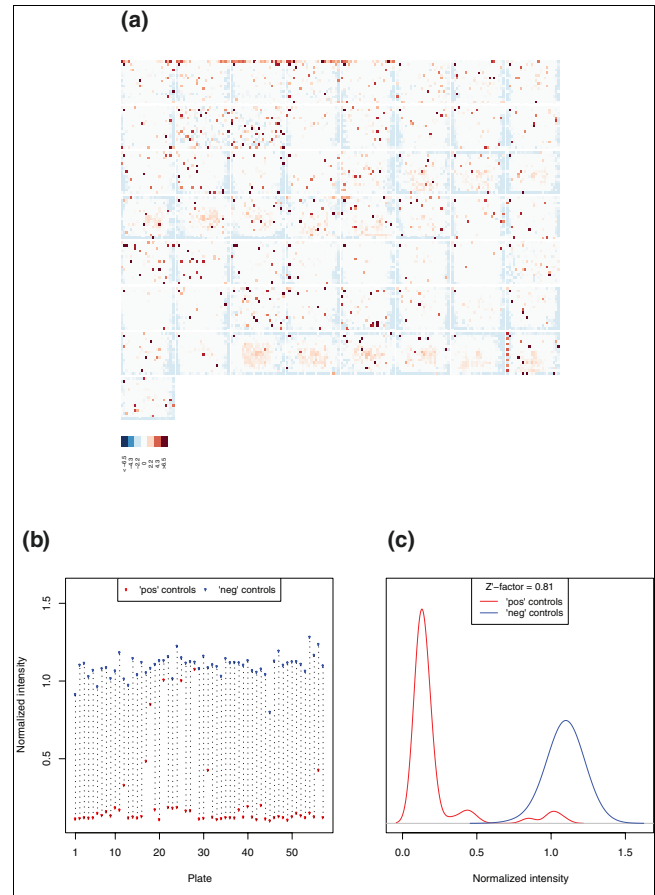 (a)
< −6.5
−4.3
−2.2
0
2.2
4.3
>6.5
(b)
(c)
'pos' controls 'neg' controls
1.5
1.0
0.5
Normalized intensity
1 10 20 30 40 50
Plate
Z'−factor = 0.81
'pos' controls
'neg' controls
0.0 0.5 1.0 1.5
Normalized intensity